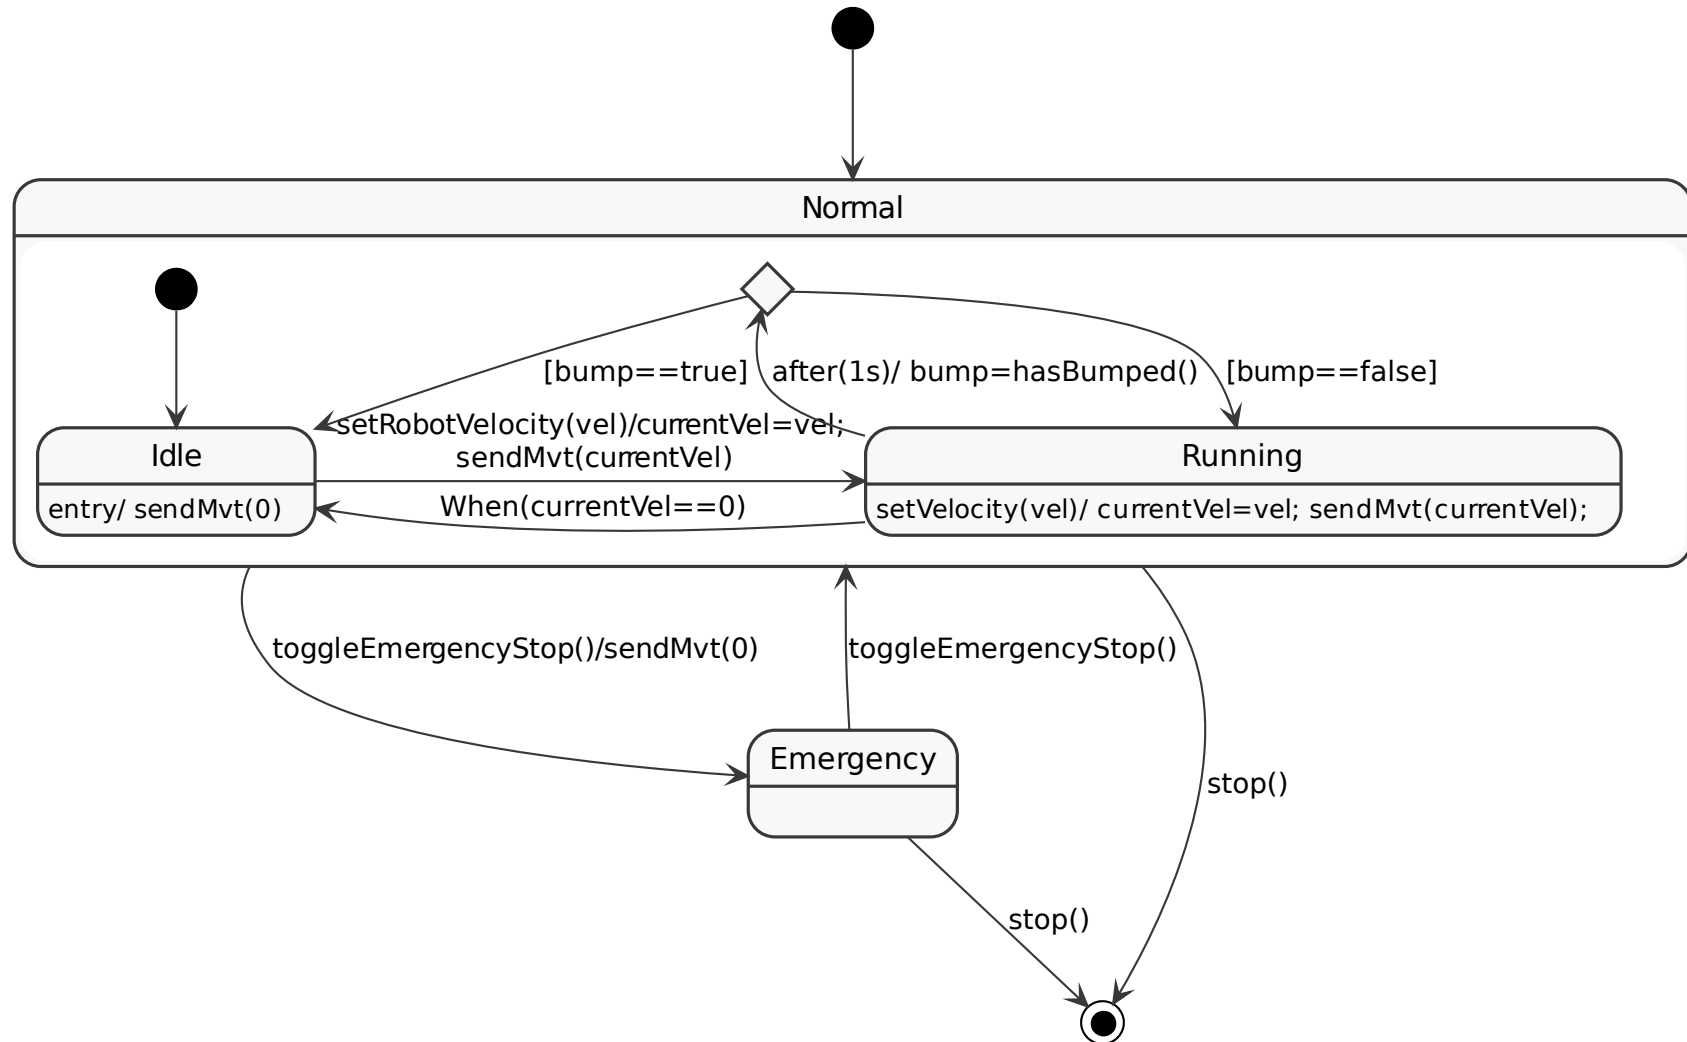 Normal
[bump==true]
after(1s)/ bump=hasBumped()
[bump==false]
setRobotVelocity(vel)/currentVel=vel;
sendMvt(currentVel)
Idle
entry/ sendMvt(0)
When(currentVel==0)
Running
setVelocity(vel)/ currentVel=vel; sendMvt(currentVel);
toggleEmergencyStop()/sendMvt(0)
toggleEmergencyStop()
Emergency
stop()
stop()